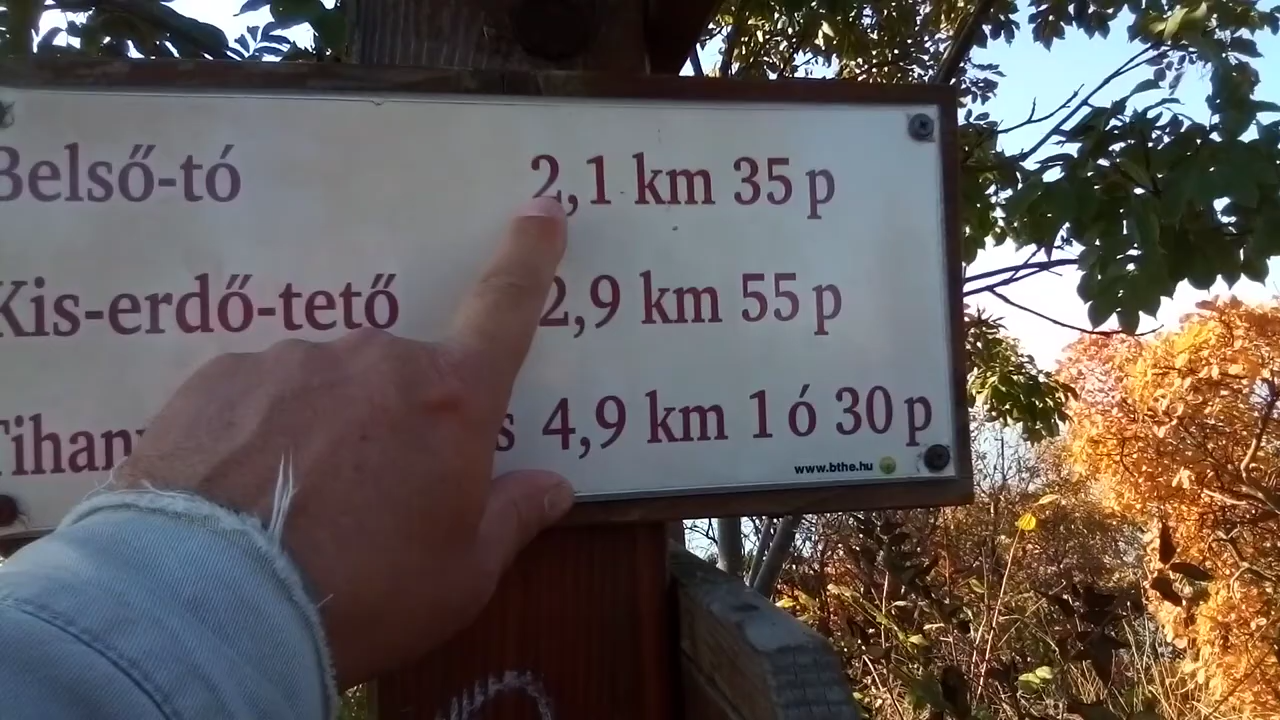 Belső-tó 2,1 km 35 p
Kis-erdő-tető 2,9 km 55 p
4,9 km 1 ó 30 p
www.bthe.hu